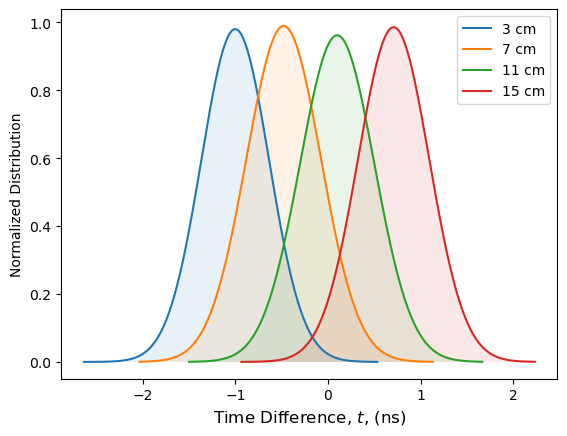 1.0
0.8
0.6
0.4
0.2
0.0
Normalized Distribution
3 cm
7 cm
11 cm
15 cm
−2
−1
0
1
2
Time Difference, t, (ns)